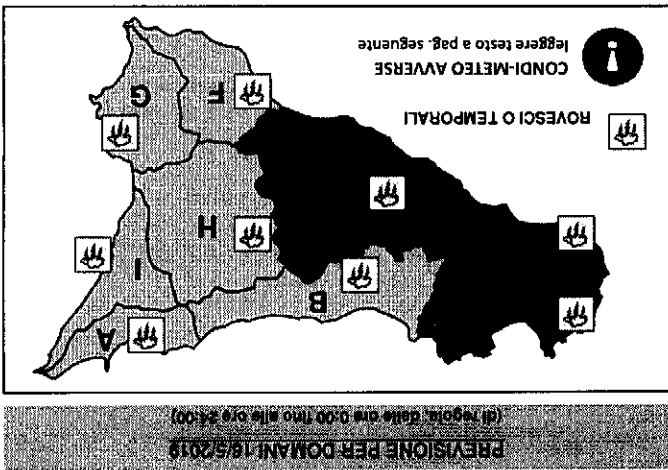 PREVISIONE PER DOMANI 16/5/2019
(di regola, dalle ore 0:00 fino alle ore 24:00)
A
B
I
H
ROVESCI O TEMPORALI
F
G
i
CONDI-METEO AVVERSE
leggere testo a pag. seguente